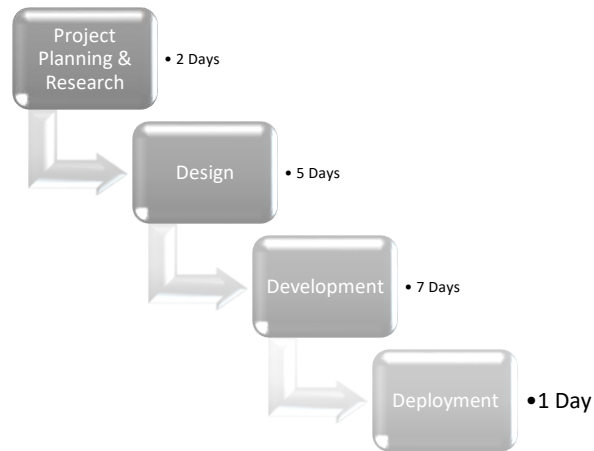 Project
Planning &
Research
• 2 Days
Design
• 5 Days
Development
• 7 Days
Deployment
•1 Day